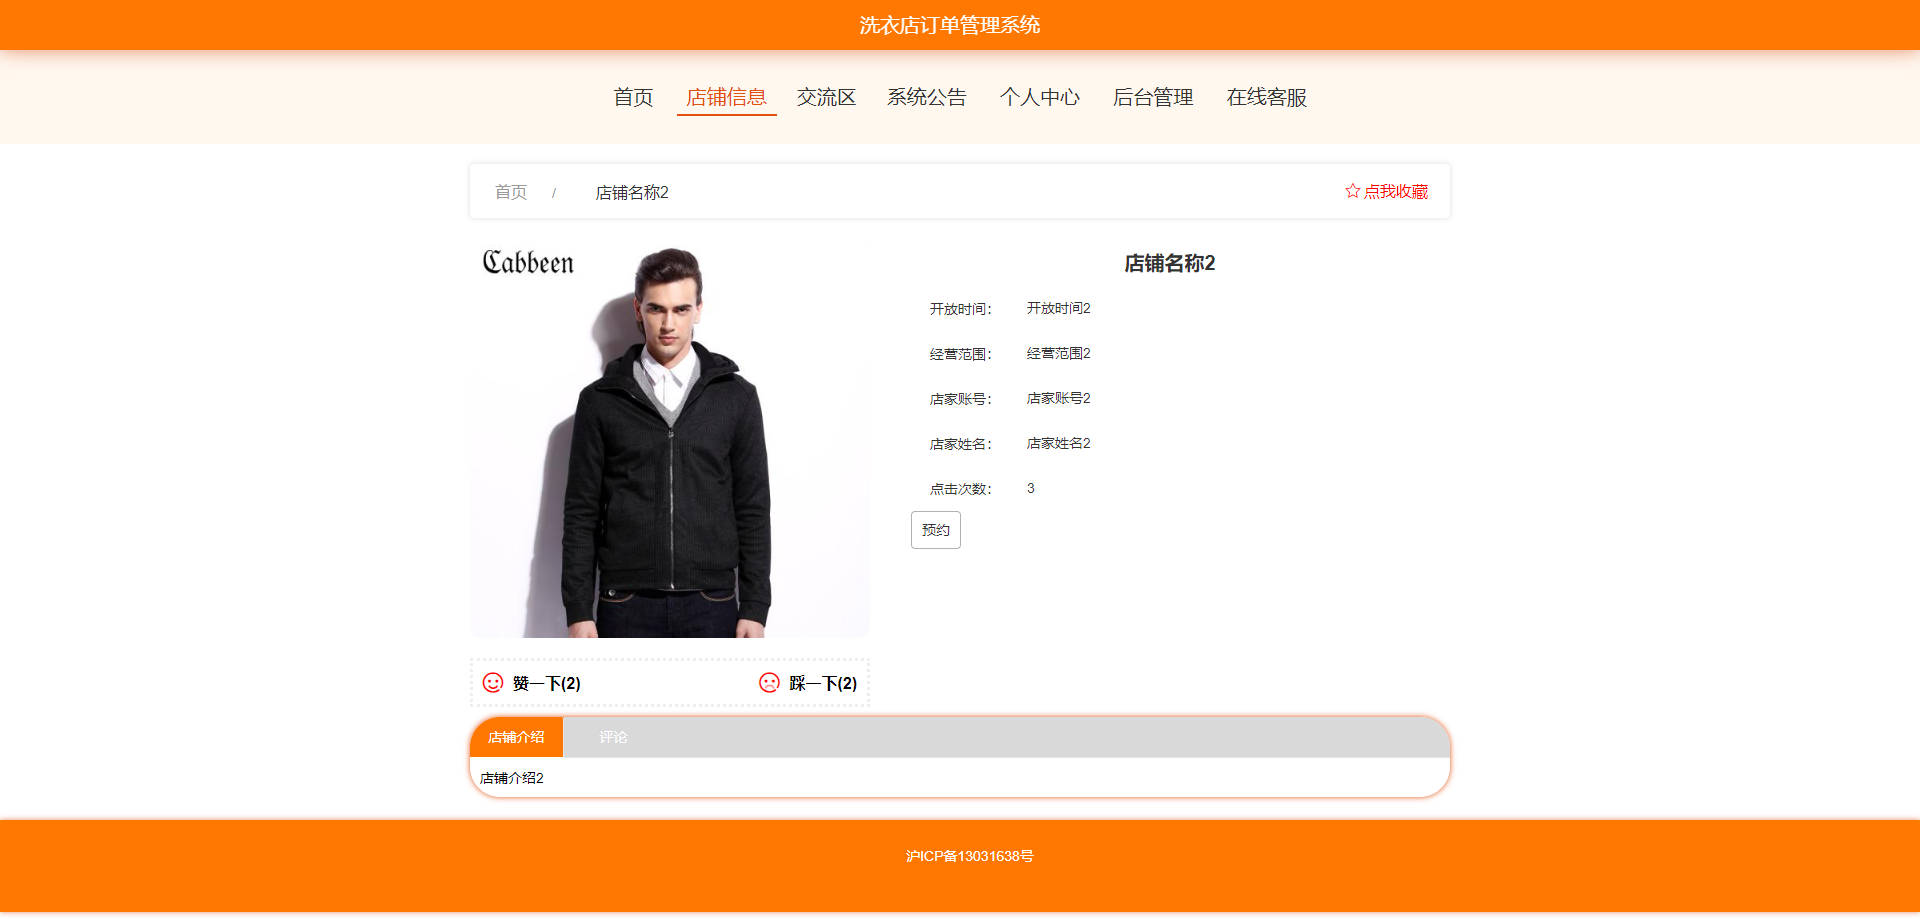 洗衣店订单管理系统
首页 店铺信息 交流区 系统公告 个人中心 后台管理 在线客服
首页 / 店铺名称2 点我收藏
Cabbeen
店铺名称2
开放时间： 开放时间2
经营范围： 经营范围2
店家账号： 店家账号2
店家姓名： 店家姓名2
点击次数： 3
预约
赞一下(2) 踩一下(2)
店铺介绍 评论
店铺介绍2
沪ICP备13031638号